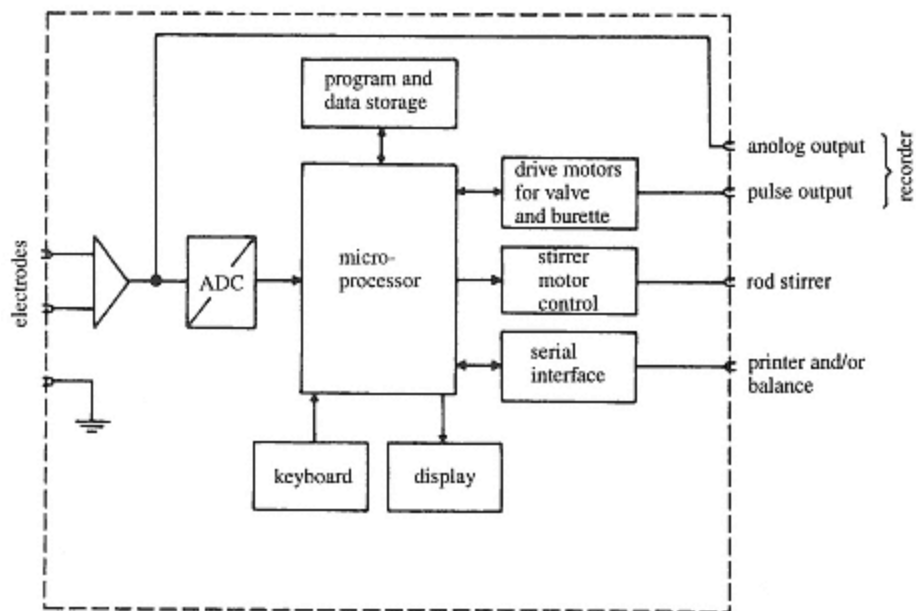 program and
data storage
anolog output
drive motors
for valve
and burette
pulse output
recorder
electrodes
ADC
micro-
processor
stirrer
motor
control
rod stirrer
serial
interface
printer and/or
balance
keyboard
display